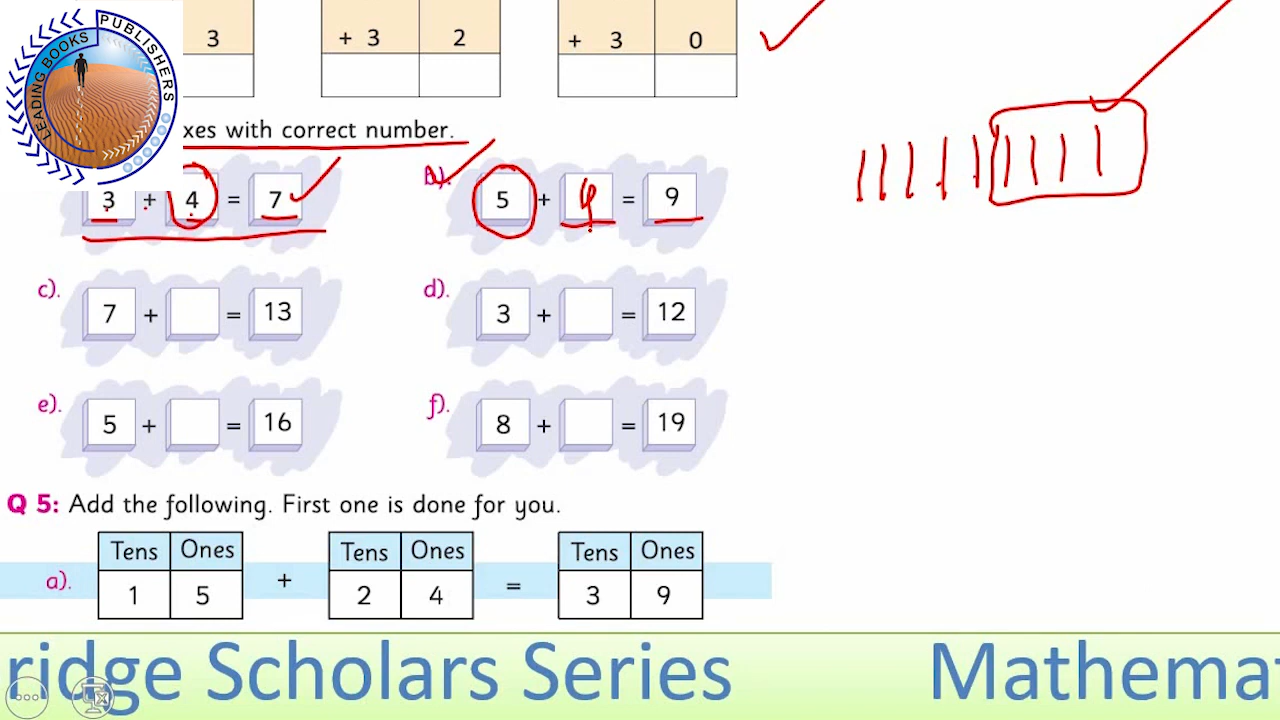 LEADING BOOKS PUBLISHERS
3
+ 3 2
+ 3 0
xes with correct number.
3 + 4 = 7
b). 5 + 4 = 9
c). 7 + = 13
d). 3 + = 12
e). 5 + = 16
f). 8 + = 19
Q 5: Add the following. First one is done for you.
Tens Ones Tens Ones Tens Ones
a). 1 5 + 2 4 = 3 9
ridge Scholars Series Mathemat